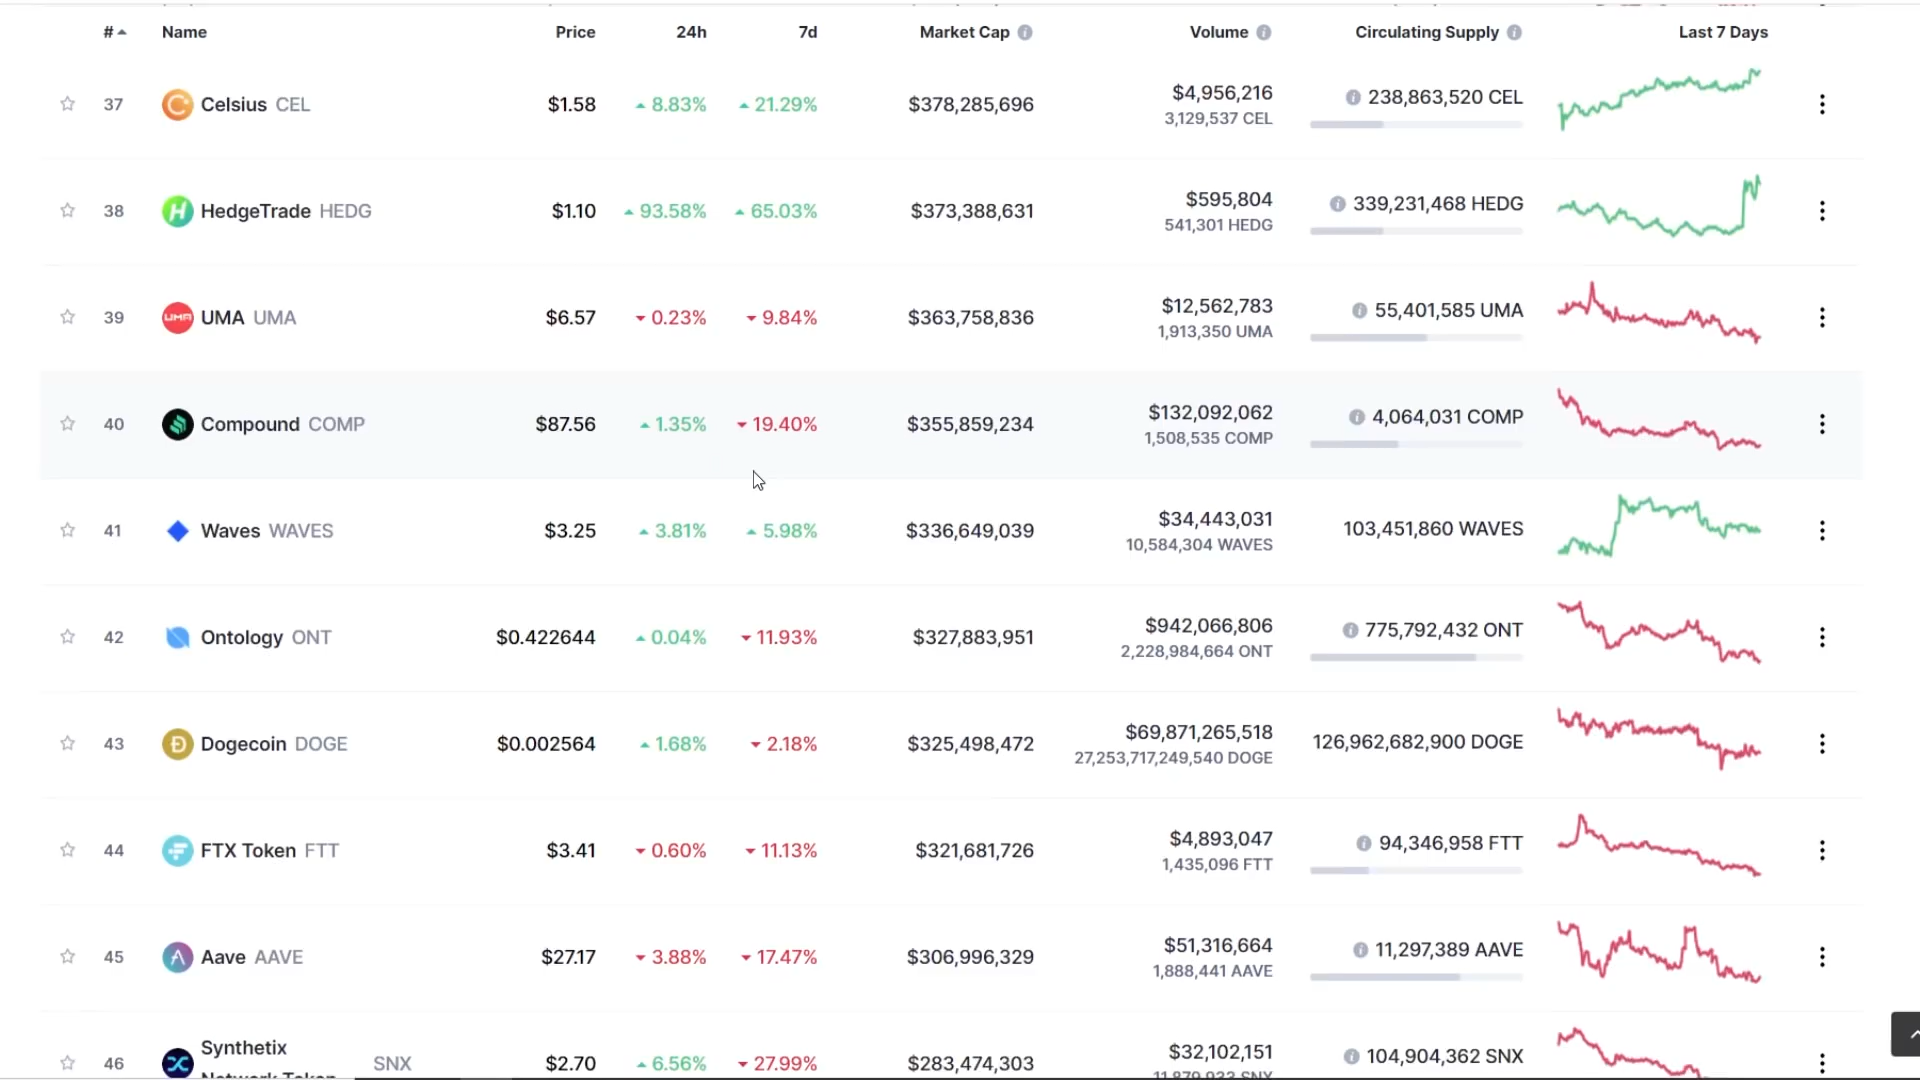 # Name Price 24h 7d Market Cap Volume Circulating Supply Last 7 Days
37 Celsius CEL $1.58 8.83% 21.29% $378,285,696 $4,956,216 238,863,520 CEL
3,129,537 CEL
38 HedgeTrade HEDG $1.10 93.58% 65.03% $373,388,631 $595,804 339,231,468 HEDG
541,301 HEDG
39 UMA UMA $6.57 0.23% 9.84% $363,758,836 $12,562,783 55,401,585 UMA
1,913,350 UMA
40 Compound COMP $87.56 1.35% 19.40% $355,859,234 $132,092,062 4,064,031 COMP
1,508,535 COMP
41 Waves WAVES $3.25 3.81% 5.98% $336,649,039 $34,443,031 103,451,860 WAVES
10,584,304 WAVES
42 Ontology ONT $0.422644 0.04% 11.93% $327,883,951 $942,066,806 775,792,432 ONT
2,228,984,664 ONT
43 Dogecoin DOGE $0.002564 1.68% 2.18% $325,498,472 $69,871,265,518 126,962,682,900 DOGE
27,253,717,249,540 DOGE
44 FTX Token FTT $3.41 0.60% 11.13% $321,681,726 $4,893,047 94,346,958 FTT
1,435,096 FTT
45 Aave AAVE $27.17 3.88% 17.47% $306,996,329 $51,316,664 11,297,389 AAVE
1,888,441 AAVE
46 Synthetix SNX $2.70 6.56% 27.99% $283,474,303 $32,102,151 104,904,362 SNX
Network Token 11,879,933 SNX